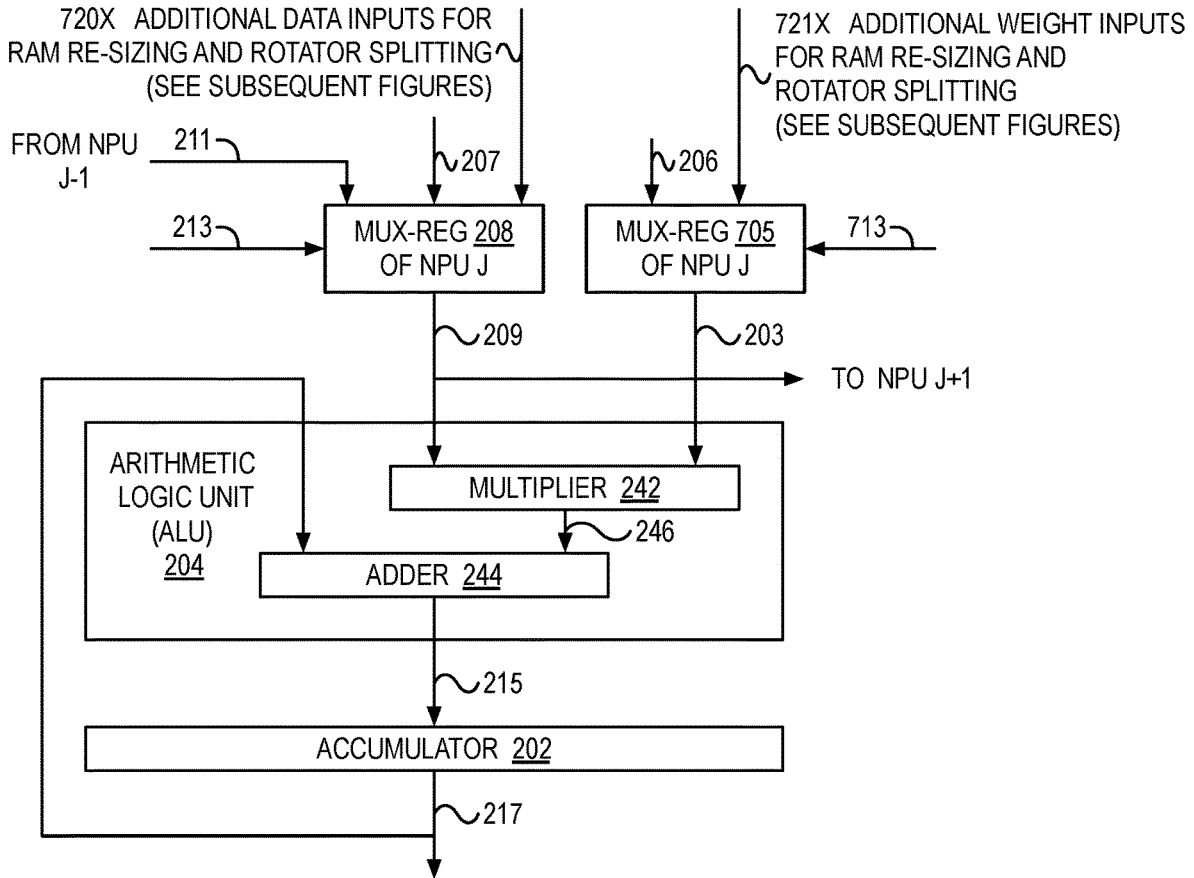 720X ADDITIONAL DATA INPUTS FOR
RAM RE-SIZING AND ROTATOR SPLITTING
(SEE SUBSEQUENT FIGURES)
721X ADDITIONAL WEIGHT INPUTS
FOR RAM RE-SIZING AND
ROTATOR SPLITTING
(SEE SUBSEQUENT FIGURES)
FROM NPU
J-1
211
207
206
213
MUX-REG 208
OF NPU J
MUX-REG 705
OF NPU J
713
209
203
TO NPU J+1
ARITHMETIC
LOGIC UNIT
(ALU)
204
MULTIPLIER 242
246
ADDER 244
215
ACCUMULATOR 202
217